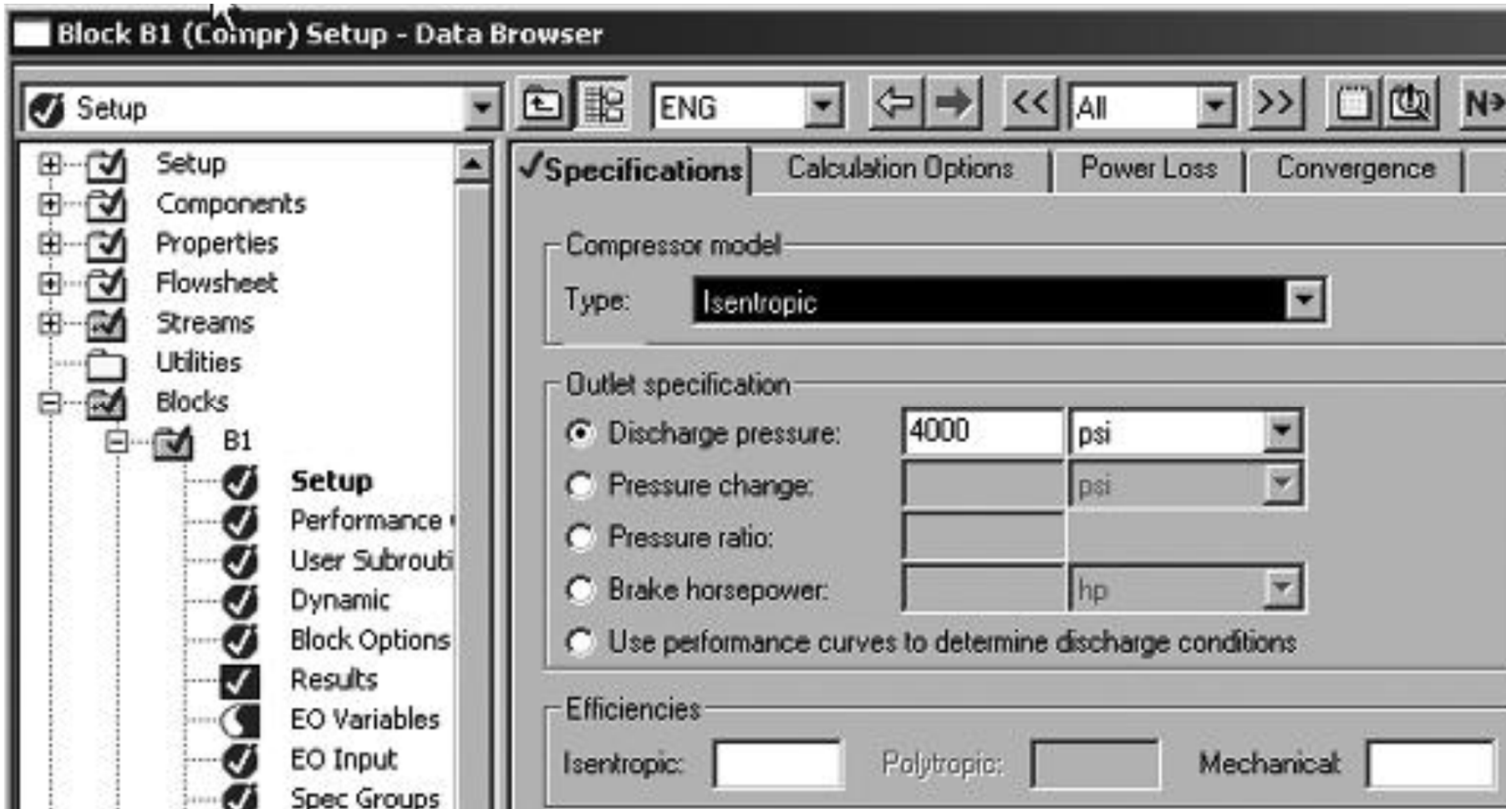 Block B1 (Compr) Setup - Data Browser
Setup
ENG
<<
All
>>
N
Setup
Components
Properties
Flowsheet
Streams
Utilities
Blocks
B1
Setup
Performance
User Subrouti
Dynamic
Block Options
Results
EO Variables
EO Input
Spec Groups
Specifications
Calculation Options
Power Loss
Convergence
Compressor model
Type: Isentropic
Outlet specification
Discharge pressure: 4000 psi
Pressure change: psi
Pressure ratio:
Brake horsepower: hp
Use performance curves to determine discharge conditions
Efficiencies
Isentropic: Polytropic: Mechanical: